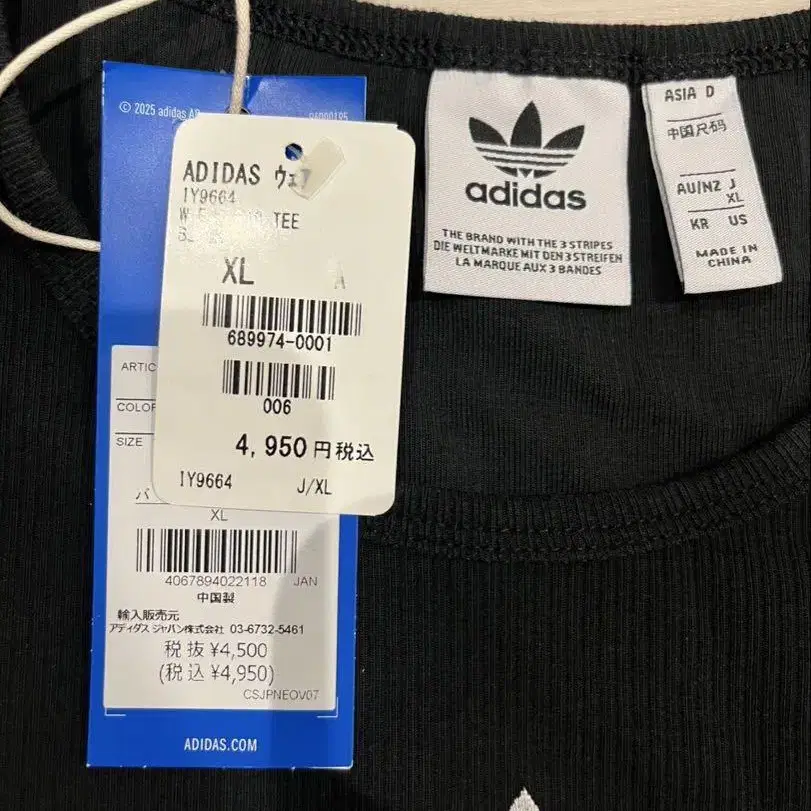 © 2025 adidas
ADIDAS ウェア
IY9664
TEE
XL
A
689974-0001
006
4,950円税込
IY9664 J/XL
SIZE
XL
4067894022118 JAN
中国製
輸入販売元
アディダス ジャパン株式会社 03-6732-5461
税抜 ¥4,500
(税込 ¥4,950)
CSJPNEOV07
ADIDAS.COM
adidas
THE BRAND WITH THE 3 STRIPES
DIE WELTMARKE MIT DEN 3 STREIFEN
LA MARQUE AUX 3 BANDES
ASIA D
中国尺码
AU/NZ J
XL
KR US
MADE IN
CHINA